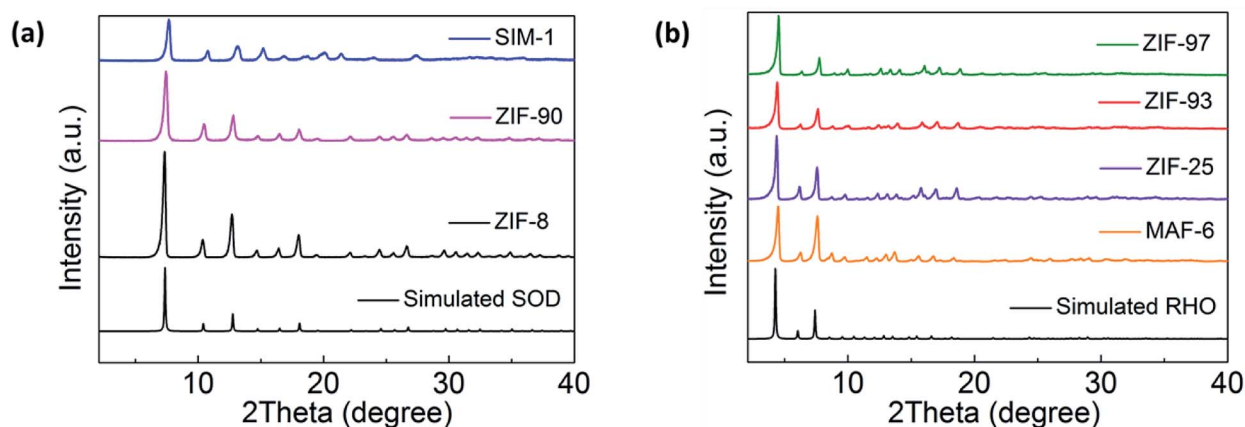 (a)
SIM-1
ZIF-90
ZIF-8
Simulated SOD
Intensity (a.u.)
10 20 30 40
2Theta (degree)
(b)
ZIF-97
ZIF-93
ZIF-25
MAF-6
Simulated RHO
Intensity (a.u.)
10 20 30 40
2Theta (degree)